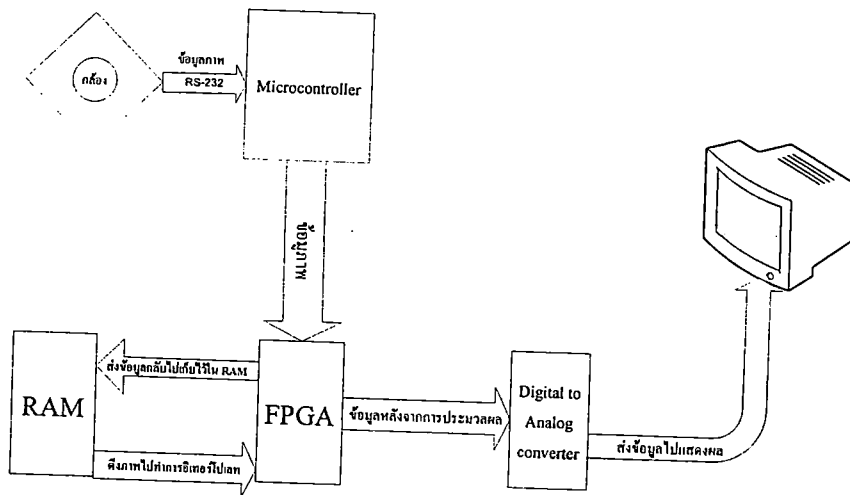 ข้อมูลภาพ
กล้อง
RS-232
Microcontroller
ข้อมูภาพ
ส่งข้อมูลกลับไปเก็บไว้ใน RAM
RAM
FPGA
ข้อมูลหลังจากการประมวลผล
Digital to
Analog
converter
ดึงภาพไปทำการอิเทอร์โปเลท
ส่งข้อมูลไปแสดงผล